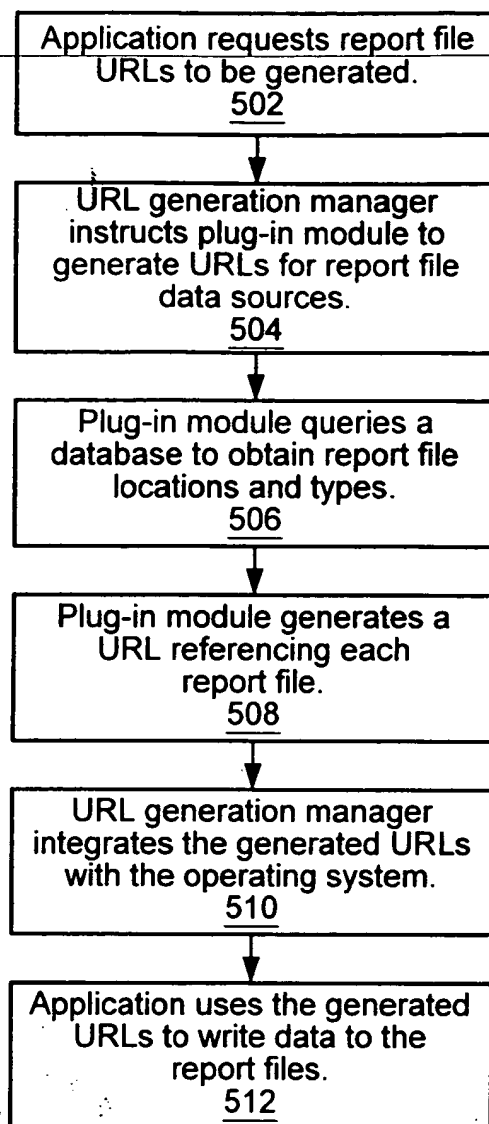 Application requests report file
URLs to be generated.
502
URL generation manager
instructs plug-in module to
generate URLs for report file
data sources.
504
Plug-in module queries a
database to obtain report file
locations and types.
506
Plug-in module generates a
URL referencing each
report file.
508
URL generation manager
integrates the generated URLs
with the operating system.
510
Application uses the generated
URLs to write data to the
report files.
512